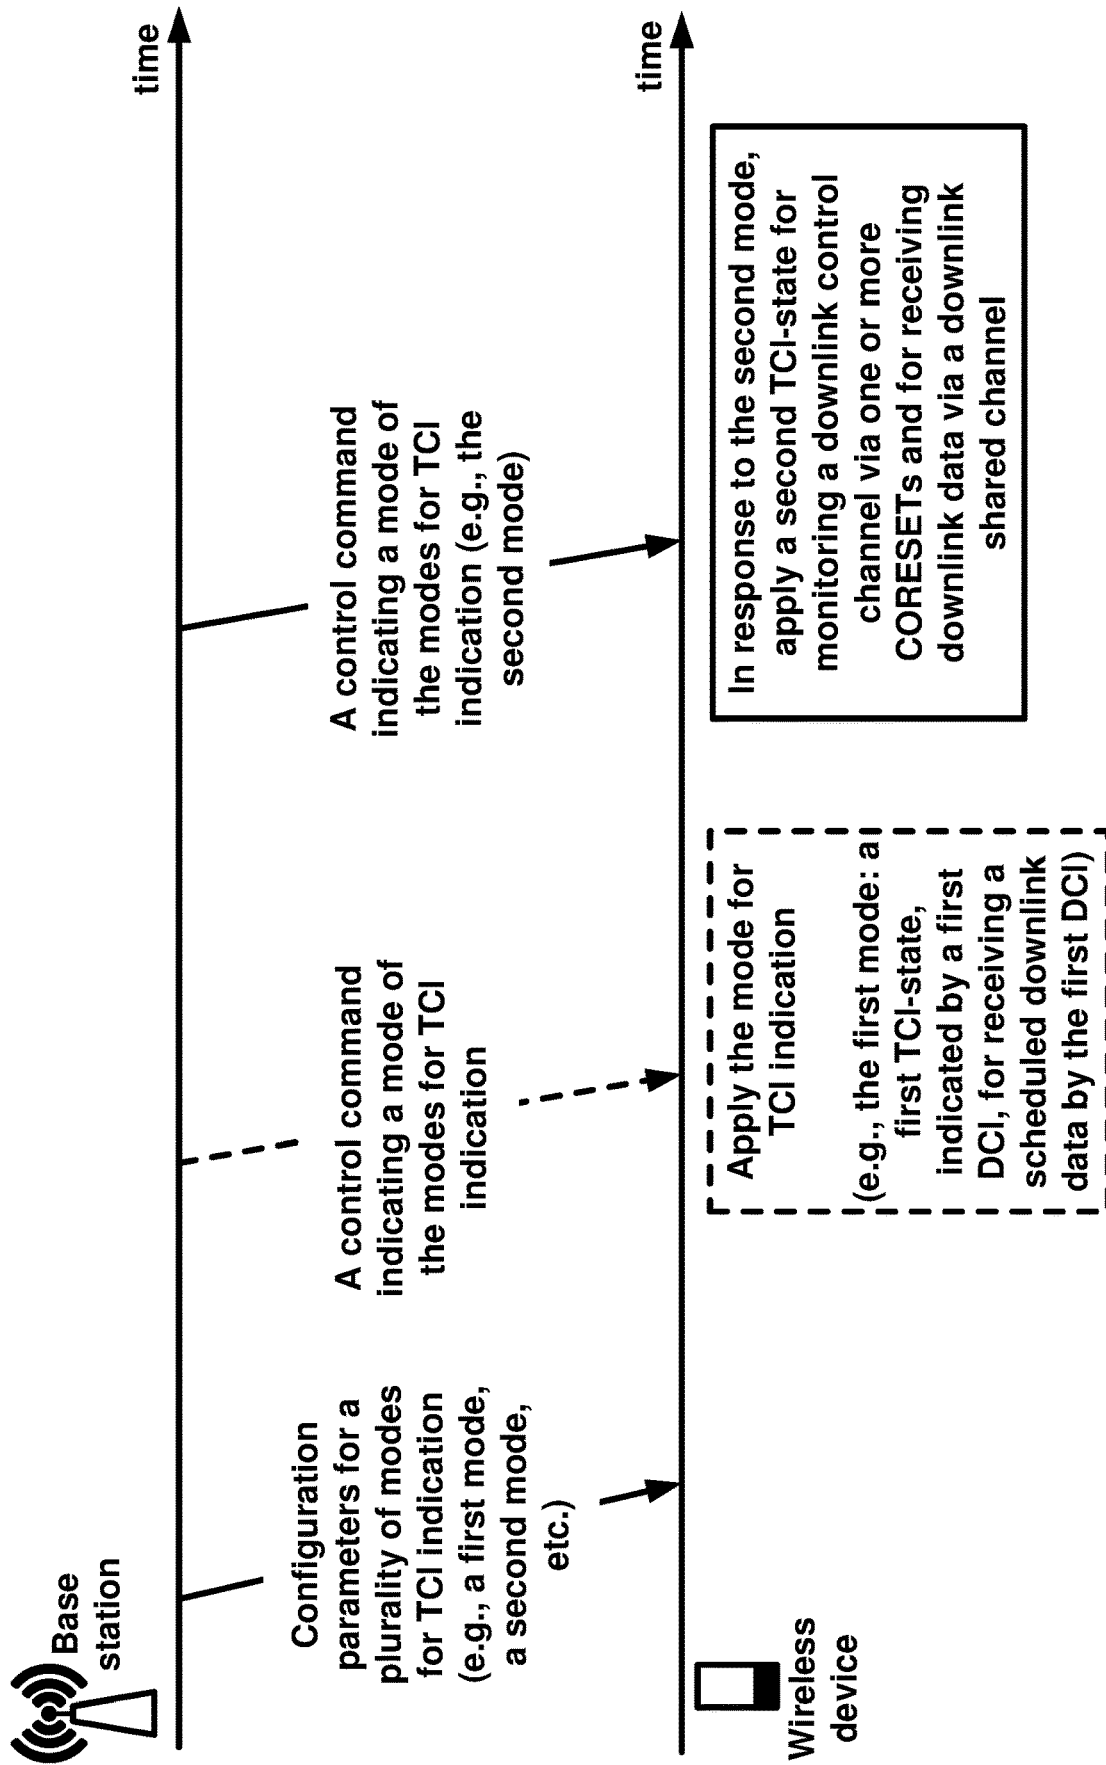 Base
station
time
Configuration
parameters for a
plurality of modes
for TCI indication
(e.g., a first mode,
a second mode,
etc.)
A control command
indicating a mode of
the modes for TCI
indication
A control command
indicating a mode of
the modes for TCI
indication (e.g., the
second mode)
Wireless
device
time
Apply the mode for
TCI indication
(e.g., the first mode: a
first TCI-state,
indicated by a first
DCI, for receiving a
scheduled downlink
data by the first DCI)
In response to the second mode,
apply a second TCI-state for
monitoring a downlink control
channel via one or more
CORESETs and for receiving
downlink data via a downlink
shared channel